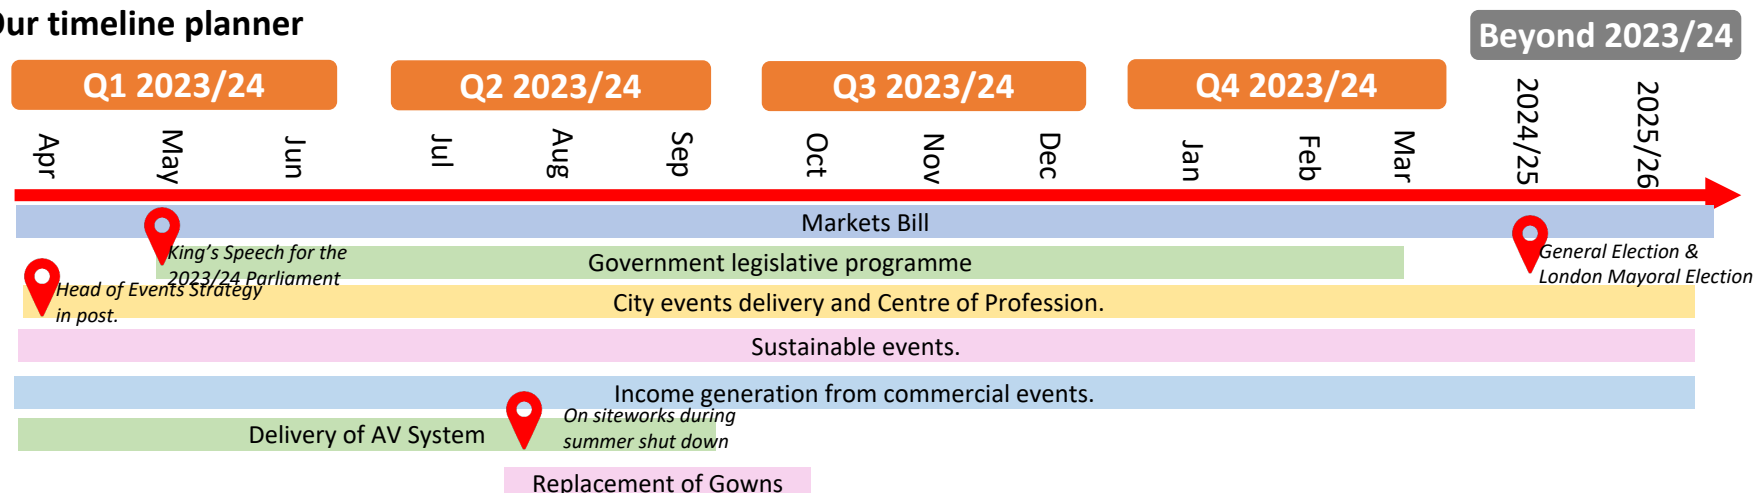 Our timeline planner
Beyond 2023/24
Q1 2023/24
Q2 2023/24
Q3 2023/24
Q4 2023/24
Apr
May
Jun
Jul
Aug
Sep
Oct
Nov
Dec
Jan
Feb
Mar
2024/25
2025/26
Markets Bill
King's Speech for the
2023/24 Parliament
Government legislative programme
General Election &
London Mayoral Election
Head of Events Strategy
in post.
City events delivery and Centre of Profession.
Sustainable events.
Income generation from commercial events.
On siteworks during
summer shut down
Delivery of AV System
Replacement of Gowns